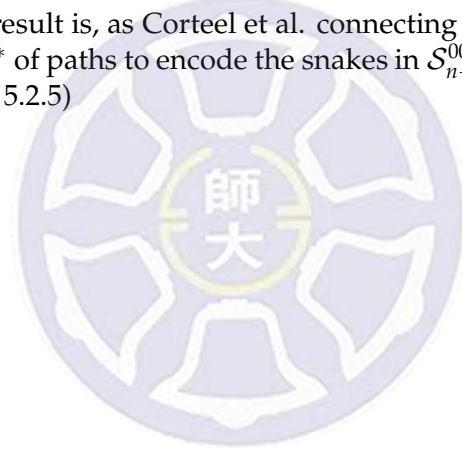 result is, as Corteel et al. connecting
* of paths to encode the snakes in S
5.2.5)
師
大